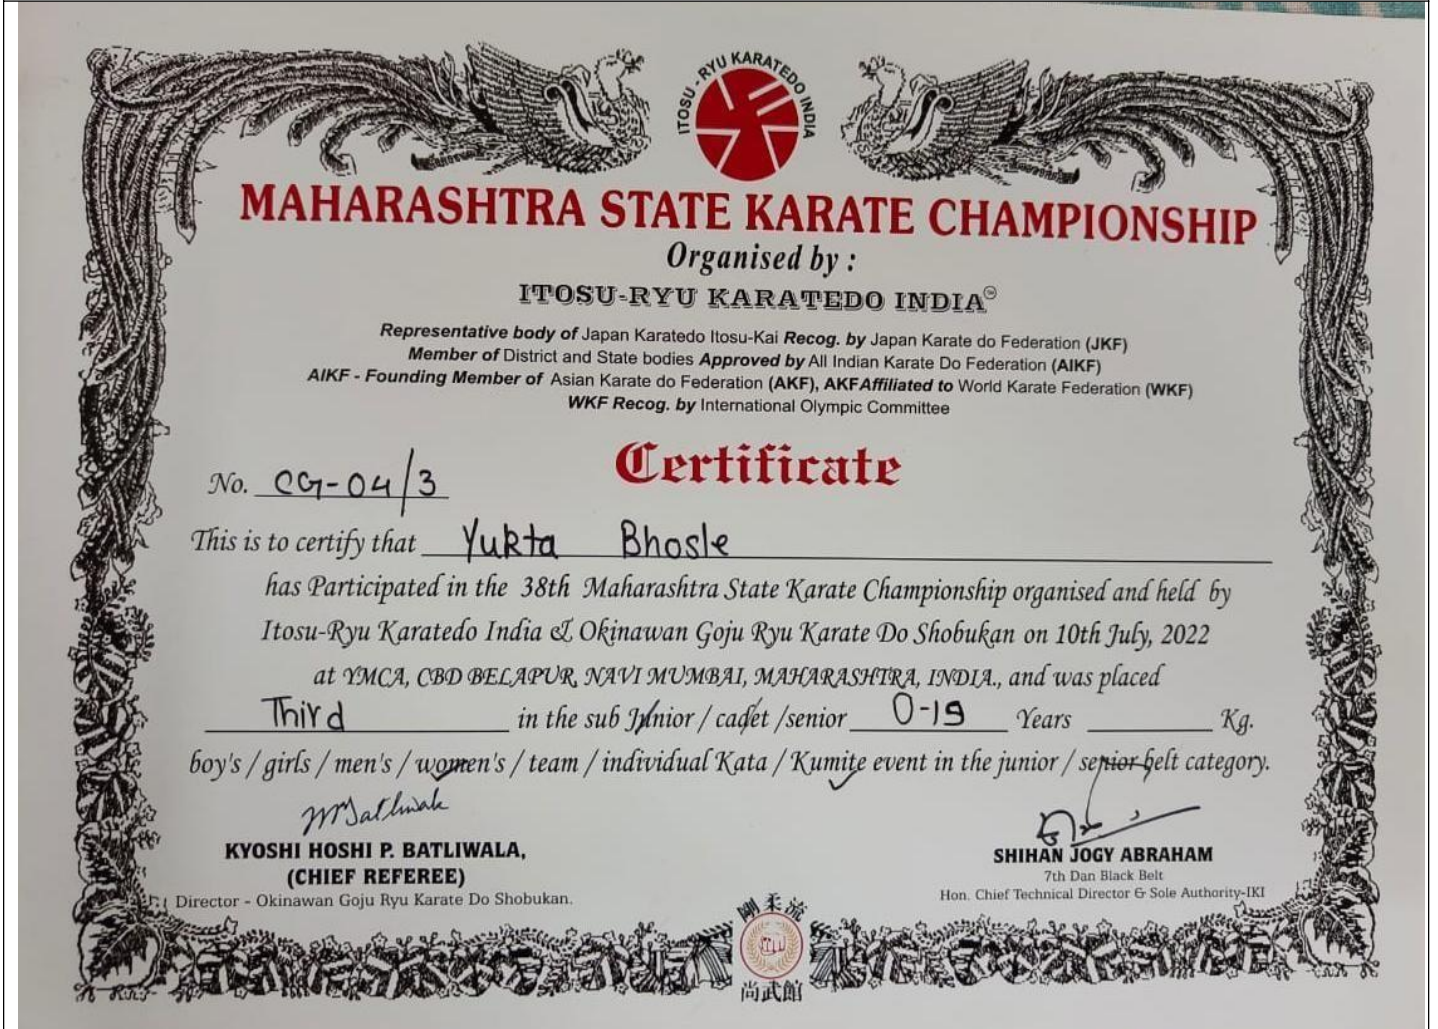 ITOSU - RYU KARATEDO INDIA
MAHARASHTRA STATE KARATE CHAMPIONSHIP
Organised by :
ITOSU-RYU KARATEDO INDIA
Representative body of Japan Karatedo Itosu-Kai Recog. by Japan Karate do Federation (JKF)
Member of District and State bodies Approved by All Indian Karate Do Federation (AIKF)
AIKF - Founding Member of Asian Karate do Federation (AKF), AKF Affiliated to World Karate Federation (WKF)
WKF Recog. by International Olympic Committee
Certificate
No. CG-04/3
This is to certify that Yukta Bhosle
has Participated in the 38th Maharashtra State Karate Championship organised and held by
Itosu-Ryu Karatedo India & Okinawan Goju Ryu Karate Do Shobukan on 10th July, 2022
at YMCA, CBD BELAPUR, NAVI MUMBAI, MAHARASHTRA, INDIA., and was placed
Third in the sub Junior / cadet /senior 0-19 Years Kg.
boy's / girls / men's / women's / team / individual Kata / Kumite event in the junior / senior belt category.
KYOSHI HOSHI P. BATLIWALA,
(CHIEF REFEREE)
Director - Okinawan Goju Ryu Karate Do Shobukan.
SHIHAN JOGY ABRAHAM
7th Dan Black Belt
Hon. Chief Technical Director & Sole Authority-IKI
剛柔流
尚武館